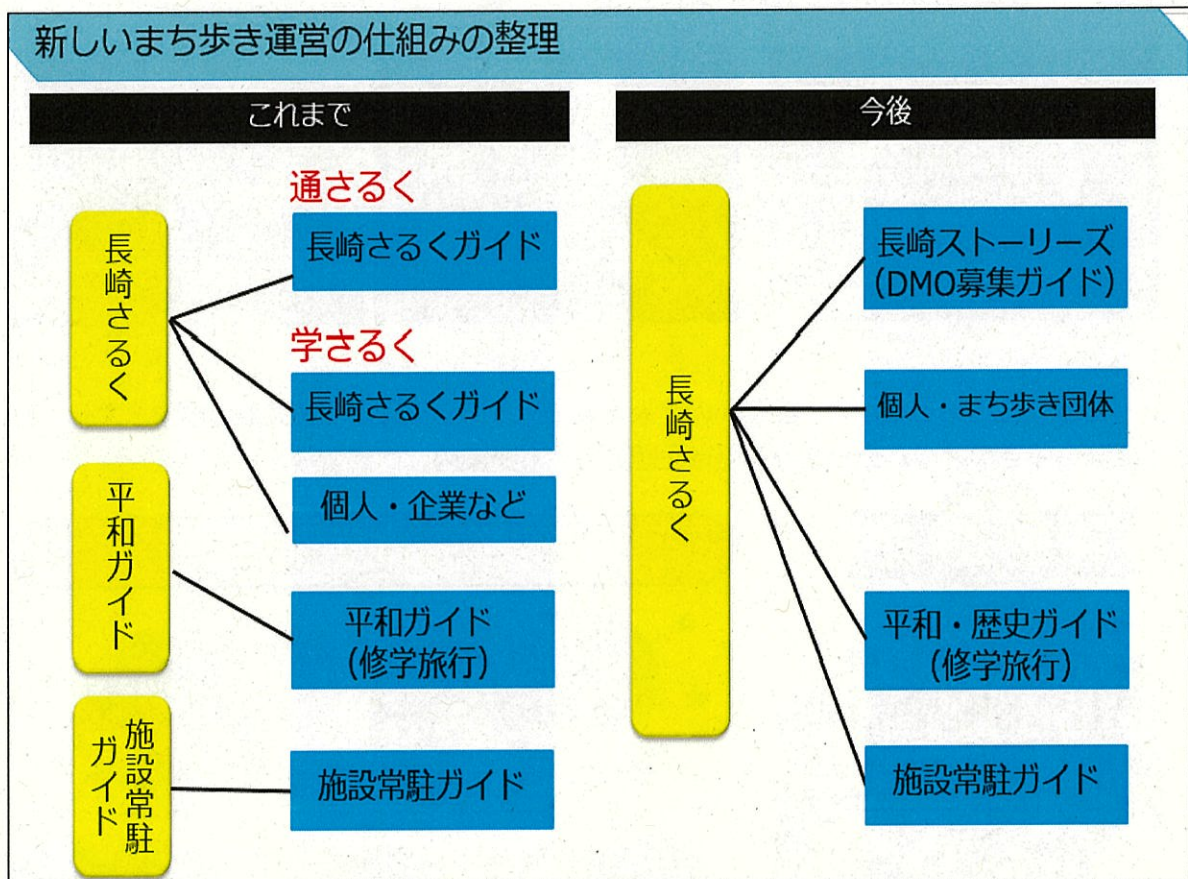 新しいまち歩き運営の仕組みの整理
これまで
長崎さるく
通さるく
長崎さるくガイド
学さるく
長崎さるくガイド
個人・企業など
平和ガイド
平和ガイド
(修学旅行)
施設常駐
ガイド
施設常駐ガイド
今後
長崎さるく
長崎ストーリーズ
(DMO募集ガイド)
個人・まち歩き団体
平和・歴史ガイド
(修学旅行)
施設常駐ガイド